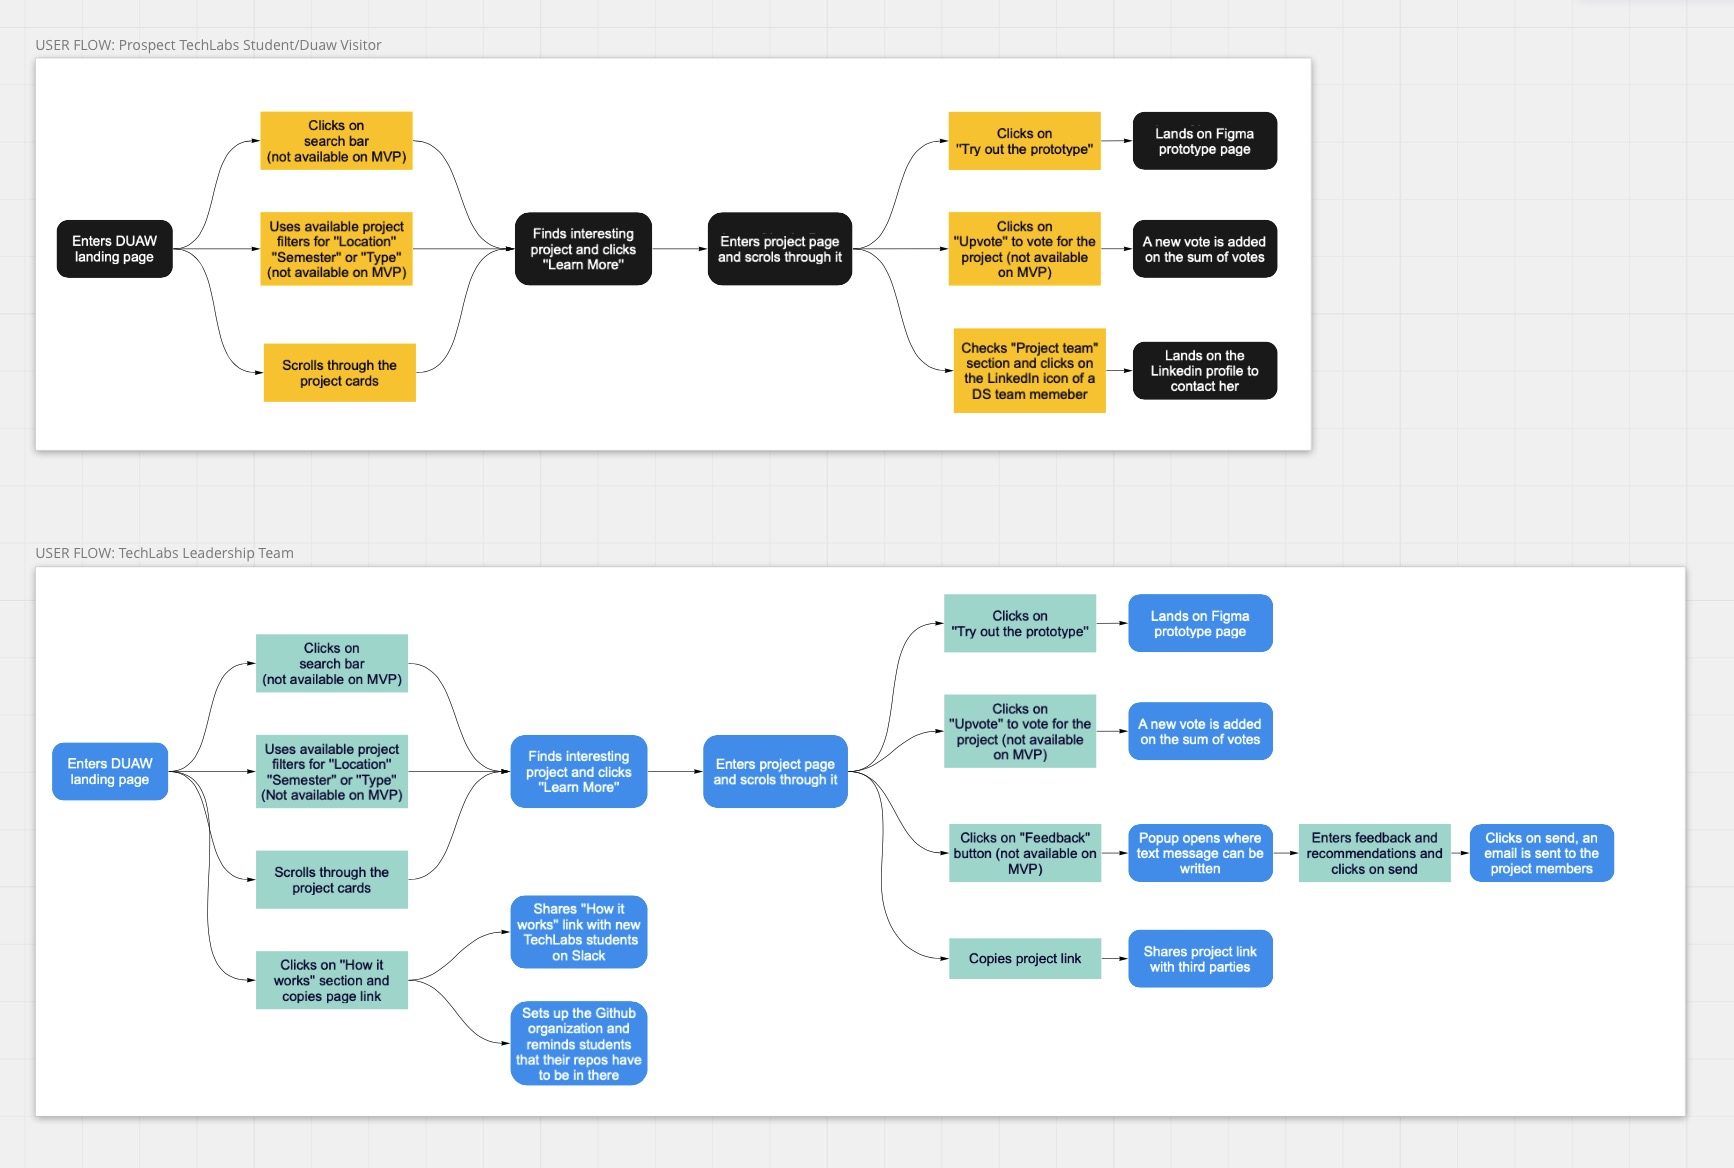 USER FLOW: Prospect TechLabs Student/Duaw Visitor
Enters DUAW
landing page
Clicks on
search bar
(not available on MVP)
Uses available project
filters for "Location"
"Semester" or "Type"
(not available on MVP)
Scrolls through the
project cards
Finds interesting
project and clicks
"Learn More"
Enters project page
and scrols through it
Clicks on
"Try out the prototype"
Lands on Figma
prototype page
Clicks on
"Upvote" to vote for the
project (not available
on MVP)
A new vote is added
on the sum of votes
Checks "Project team"
section and clicks on
the LinkedIn icon of a
DS team memeber
Lands on the
Linkedin profile to
contact her
USER FLOW: TechLabs Leadership Team
Enters DUAW
landing page
Clicks on
search bar
(not available on MVP)
Uses available project
filters for "Location"
"Semester" or "Type"
(Not available on MVP)
Scrolls through the
project cards
Clicks on "How it
works" section and
copies page link
Finds interesting
project and clicks
"Learn More"
Shares "How it
works" link with new
TechLabs students
on Slack
Sets up the Github
organization and
reminds students
that their repos have
to be in there
Enters project page
and scrols through it
Clicks on
"Try out the prototype"
Lands on Figma
prototype page
Clicks on
"Upvote" to vote for the
project (not available
on MVP)
A new vote is added
on the sum of votes
Clicks on "Feedback"
button (not available on
MVP)
Popup opens where
text message can be
written
Enters feedback and
recommendations and
clicks on send
Clicks on send, an
email is sent to the
project members
Copies project link
Shares project link
with third parties